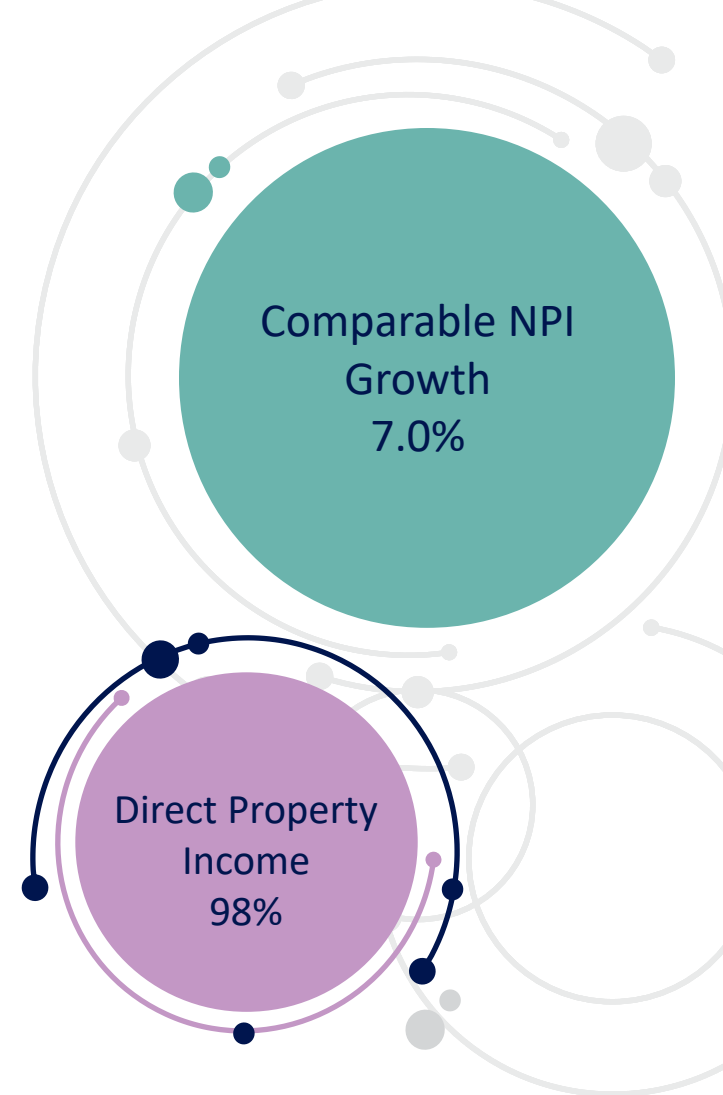 Comparable NPI
Growth
7.0%
Direct Property
Income
98%